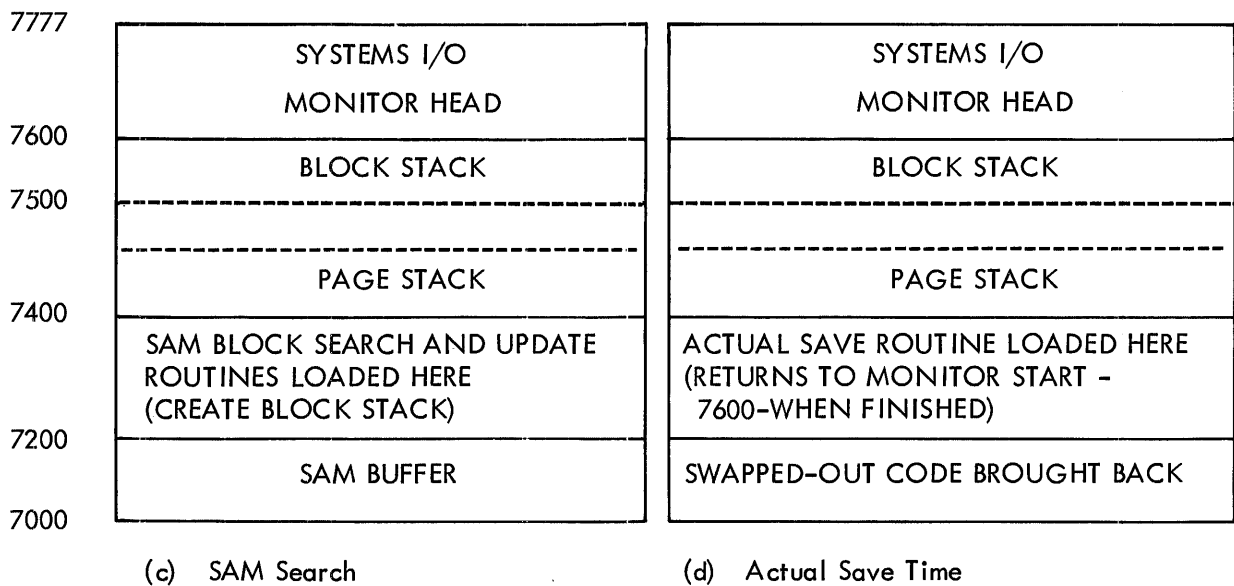 7777
SYSTEMS I/O
MONITOR HEAD
7600
BLOCK STACK
7500
PAGE STACK
7400
SAM BLOCK SEARCH AND UPDATE
ROUTINES LOADED HERE
(CREATE BLOCK STACK)
7200
SAM BUFFER
7000
(c) SAM Search
SYSTEMS I/O
MONITOR HEAD
BLOCK STACK
PAGE STACK
ACTUAL SAVE ROUTINE LOADED HERE
(RETURNS TO MONITOR START –
7600–WHEN FINISHED)
SWAPPED–OUT CODE BROUGHT BACK
(d) Actual Save Time